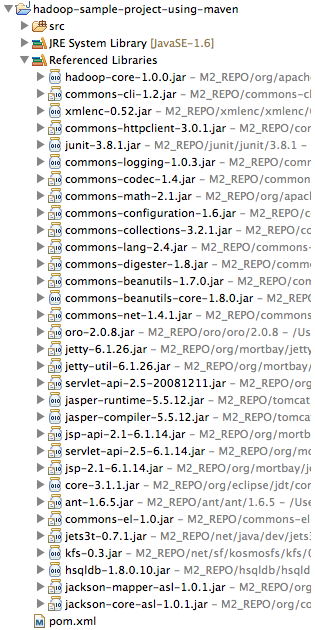 hadoop-sample-project-using-maven
src
JRE System Library [JavaSE-1.6]
Referenced Libraries
hadoop-core-1.0.0.jar - M2_REPO/org/apach
commons-cli-1.2.jar - M2_REPO/commons-cl
xmlenc-0.52.jar - M2_REPO/xmlenc/xmlenc/
commons-httpclient-3.0.1.jar - M2_REPO/cor
junit-3.8.1.jar - M2_REPO/junit/junit/3.8.1 -
commons-logging-1.0.3.jar - M2_REPO/comm
commons-codec-1.4.jar - M2_REPO/commons
commons-math-2.1.jar - M2_REPO/org/apach
commons-configuration-1.6.jar - M2_REPO/c
commons-collections-3.2.1.jar - M2_REPO/co
commons-lang-2.4.jar - M2_REPO/commons-
commons-digester-1.8.jar - M2_REPO/comm
commons-beanutils-1.7.0.jar - M2_REPO/con
commons-beanutils-core-1.8.0.jar - M2_REPO
commons-net-1.4.1.jar - M2_REPO/commons
oro-2.0.8.jar - M2_REPO/oro/oro/2.0.8 - /Us
jetty-6.1.26.jar - M2_REPO/org/mortbay/jetty
jetty-util-6.1.26.jar - M2_REPO/org/mortbay
servlet-api-2.5-20081211.jar - M2_REPO/org/
jasper-runtime-5.5.12.jar - M2_REPO/tomcat
jasper-compiler-5.5.12.jar - M2_REPO/tomca
jsp-api-2.1-6.1.14.jar - M2_REPO/org/mortb
servlet-api-2.5-6.1.14.jar - M2_REPO/org/m
jsp-2.1-6.1.14.jar - M2_REPO/org/mortbay/j
core-3.1.1.jar - M2_REPO/org/eclipse/jdt/cor
ant-1.6.5.jar - M2_REPO/ant/ant/1.6.5 - /User
commons-el-1.0.jar - M2_REPO/commons-el
jets3t-0.7.1.jar - M2_REPO/net/java/dev/jets3
kfs-0.3.jar - M2_REPO/net/sf/kosmosfs/kfs/0
hsqldb-1.8.0.10.jar - M2_REPO/hsqldb/hsqld
jackson-mapper-asl-1.0.1.jar - M2_REPO/org
jackson-core-asl-1.0.1.jar - M2_REPO/org/co
pom.xml